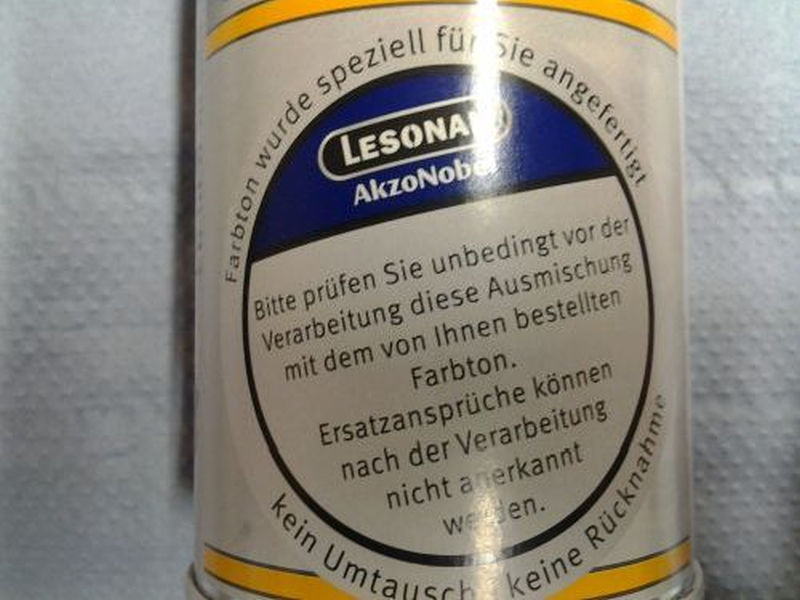 Farbton wurde speziell für Sie angefertigt
LESONAL
AkzoNobel
Bitte prüfen Sie unbedingt vor der
Verarbeitung diese Ausmischung
mit dem von Ihnen bestellten
Farbton.
Ersatzansprüche können
nach der Verarbeitung
nicht anerkannt
werden.
kein Umtausch keine Rücknahme